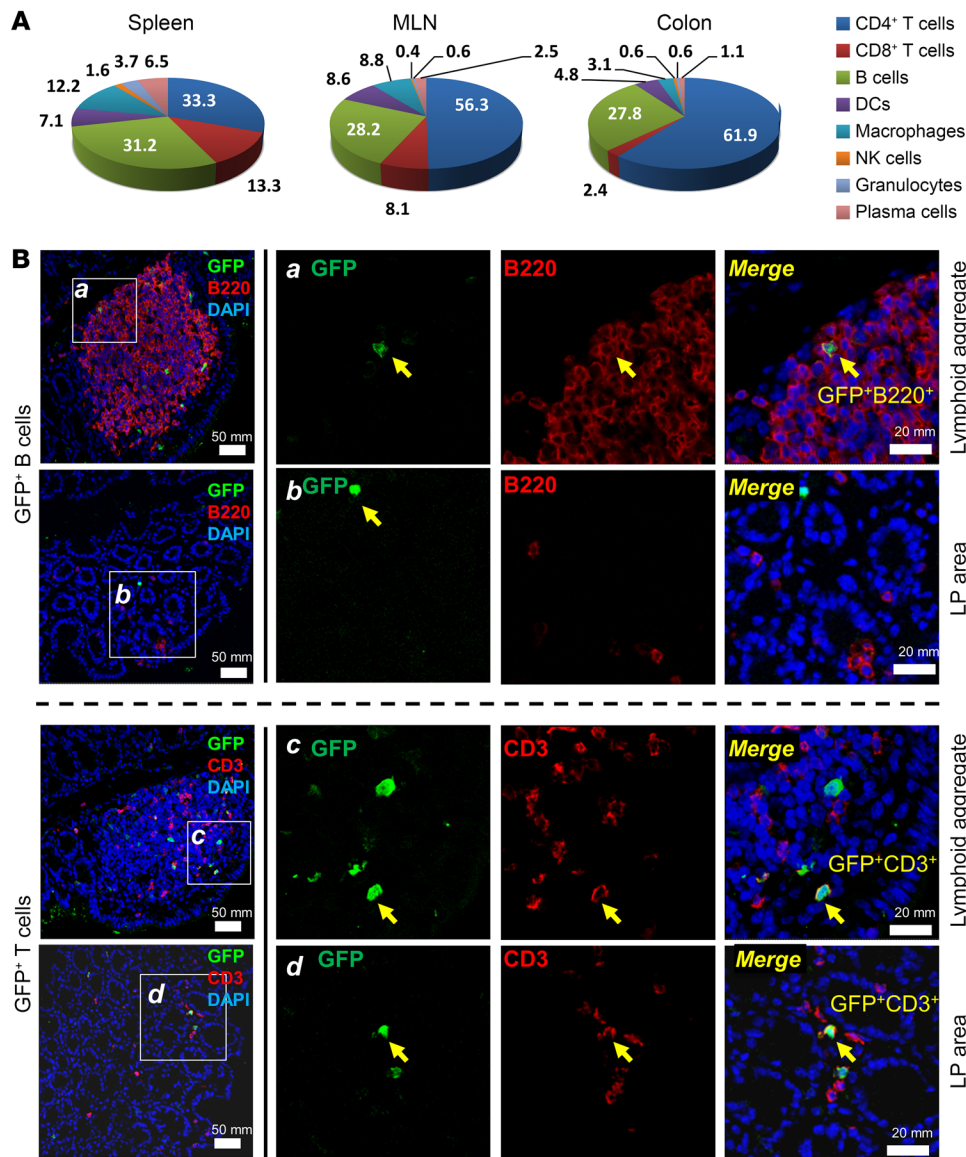 A
Spleen
MLN
Colon
3.7 6.5
1.6
12.2
7.1
33.3
31.2
13.3
0.4 0.6
2.5
8.8
8.6
56.3
28.2
8.1
0.6 0.6
1.1
3.1
4.8
27.8
61.9
2.4
CD4⁺ T cells
CD8⁺ T cells
B cells
DCs
Macrophages
NK cells
Granulocytes
Plasma cells
B
GFP⁺ B cells
a
GFP
B220
DAPI
50 mm
a
GFP
B220
Merge
GFP⁺B220⁺
20 mm
Lymphoid aggregate
b
GFP
B220
DAPI
50 mm
b
GFP
B220
Merge
20 mm
LP area
GFP⁺ T cells
c
GFP
CD3
DAPI
50 mm
c
GFP
CD3
Merge
GFP⁺CD3⁺
20 mm
Lymphoid aggregate
d
GFP
CD3
DAPI
50 mm
d
GFP
CD3
Merge
GFP⁺CD3⁺
20 mm
LP area